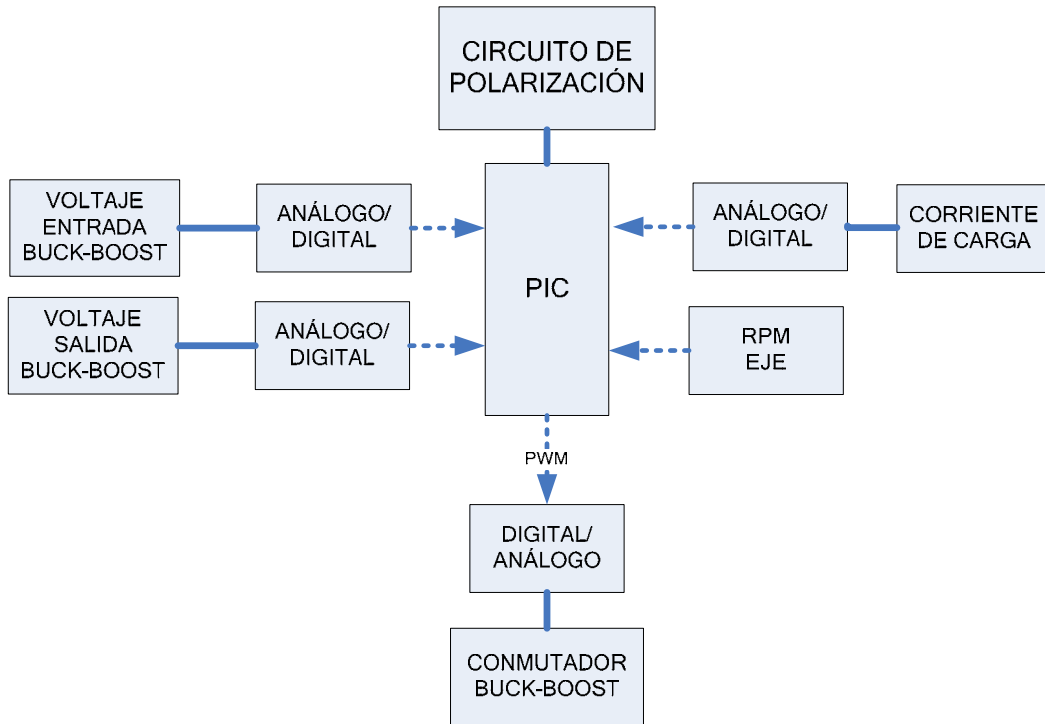 CIRCUITO DE
POLARIZACIÓN
VOLTAJE
ENTRADA
BUCK-BOOST
ANÁLOGO/
DIGITAL
PIC
ANÁLOGO/
DIGITAL
CORRIENTE
DE CARGA
VOLTAJE
SALIDA
BUCK-BOOST
ANÁLOGO/
DIGITAL
RPM
EJE
PWM
DIGITAL/
ANÁLOGO
CONMUTADOR
BUCK-BOOST